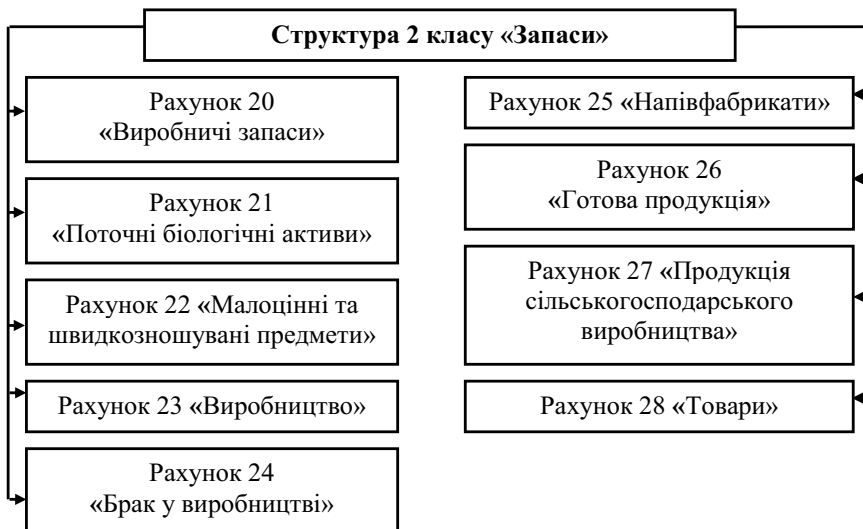 Структура 2 класу «Запаси»
Рахунок 20
«Виробничі запаси»
Рахунок 21
«Поточні біологічні активи»
Рахунок 22 «Малоцінні та
швидкозношувані предмети»
Рахунок 23 «Виробництво»
Рахунок 24
«Брак у виробництві»
Рахунок 25 «Напівфабрикати»
Рахунок 26
«Готова продукція»
Рахунок 27 «Продукція
сільськогосподарського
виробництва»
Рахунок 28 «Товари»